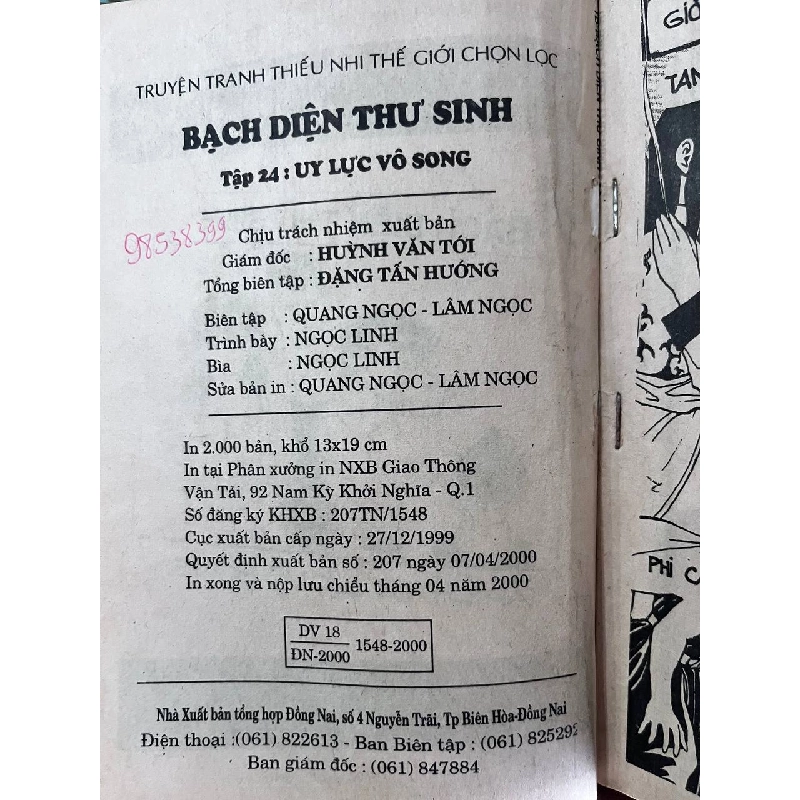 TRUYỆN TRANH THIẾU NHI THẾ GIỚI CHỌN LỌC
BẠCH DIỆN THƯ SINH
Tập 24 : UY LỰC VÔ SONG
98538399
Chịu trách nhiệm xuất bản
Giám đốc : HUỲNH VĂN TỚI
Tổng biên tập : ĐẶNG TẤN HƯỚNG
Biên tập : QUANG NGỌC - LÂM NGỌC
Trình bày : NGỌC LINH
Bìa : NGỌC LINH
Sửa bản in : QUANG NGỌC - LÂM NGỌC
In 2.000 bản, khổ 13x19 cm
In tại Phân xưởng in NXB Giao Thông
Vận Tải, 92 Nam Kỳ Khởi Nghĩa - Q.1
Số đăng ký KHXB : 207TN/1548
Cục xuất bản cấp ngày : 27/12/1999
Quyết định xuất bản số : 207 ngày 07/04/2000
In xong và nộp lưu chiểu tháng 04 năm 2000
DV 18
ĐN-2000
1548-2000
Nhà Xuất bản tổng hợp Đồng Nai, số 4 Nguyễn Trãi, Tp Biên Hòa-Đồng Nai
Điện thoại :(061) 822613 - Ban Biên tập : (061) 825292
Ban giám đốc : (061) 847884
PHI